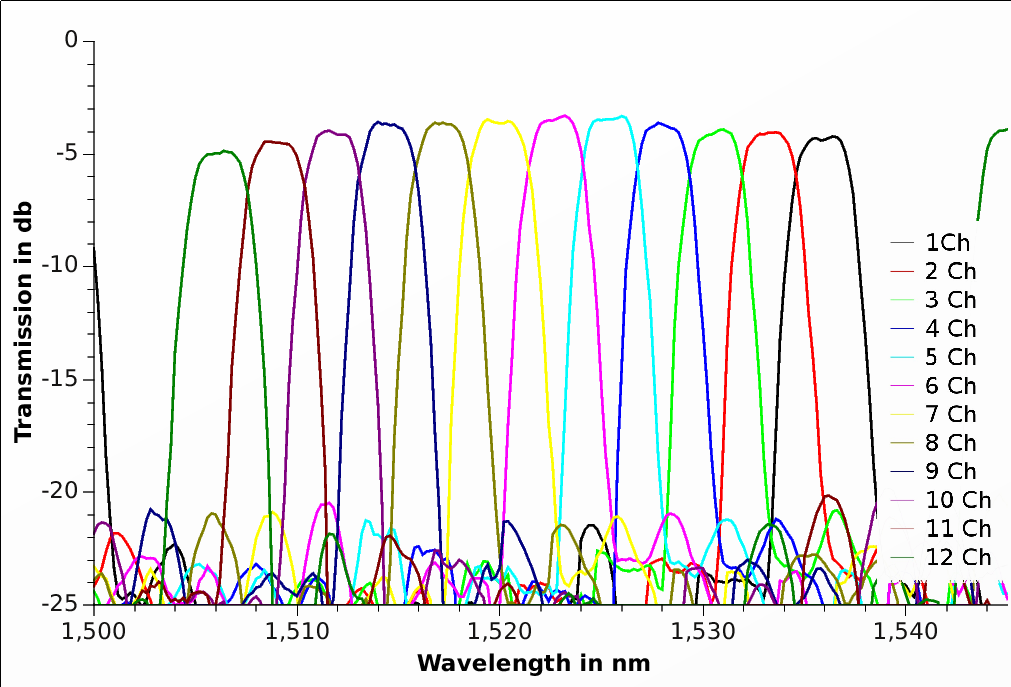 0
-5
-10
-15
-20
-25
Transmission in db
1,500
1,510
1,520
1,530
1,540
Wavelength in nm
1Ch
2 Ch
3 Ch
4 Ch
5 Ch
6 Ch
7 Ch
8 Ch
9 Ch
10 Ch
11 Ch
12 Ch